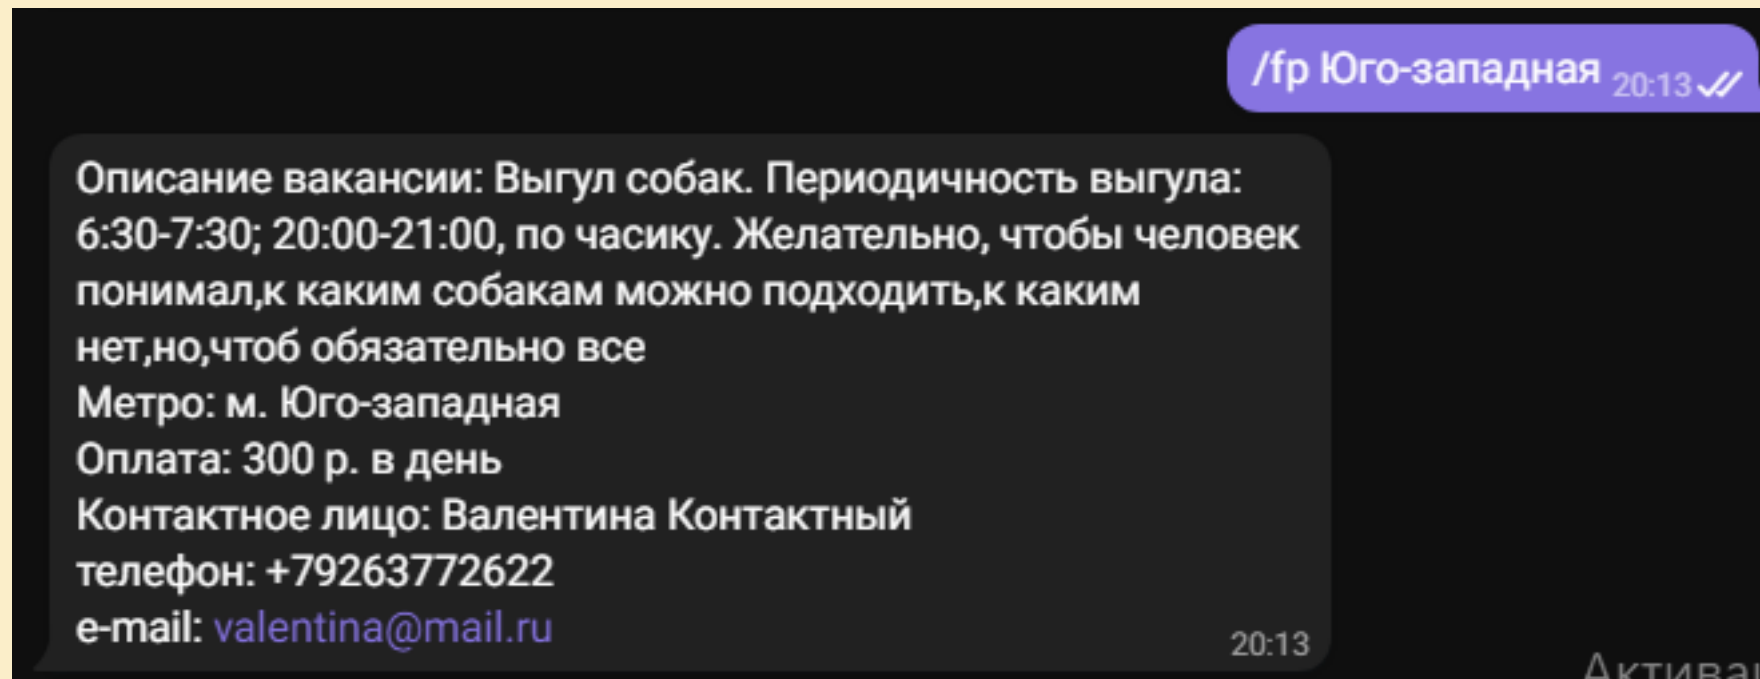 /fp Юго-западная 20:13
Описание вакансии: Выгул собак. Периодичность выгула:
6:30-7:30; 20:00-21:00, по часику. Желательно, чтобы человек
понимал,к каким собакам можно подходить,к каким
нет,но,чтоб обязательно все
Метро: м. Юго-западная
Оплата: 300 р. в день
Контактное лицо: Валентина Контактный
телефон: +79263772622
e-mail: valentina@mail.ru
20:13